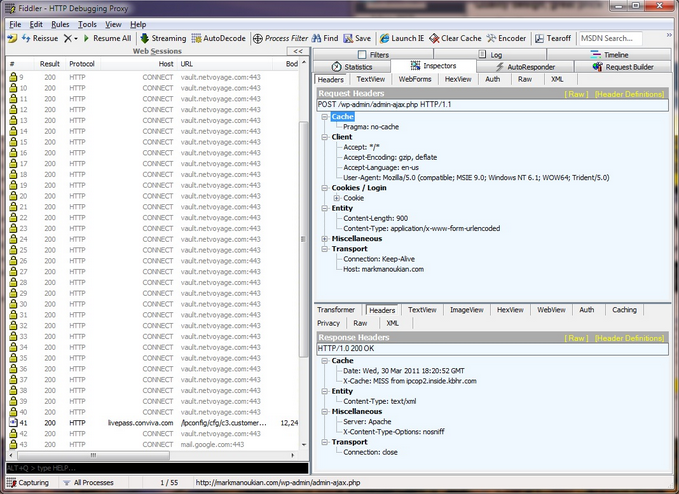 Fiddler - HTTP Debugging Proxy
File Edit Rules Tools View Help
Reissue Resume All Streaming AutoDecode Process Filter Find Save Launch IE Clear Cache Encoder Tearoff MSDN Search...
Web Sessions <<
# Result Protocol Host URL Bod
9 200 HTTP CONNECT vault.netvoyage.com:443
10 200 HTTP CONNECT vault.netvoyage.com:443
11 200 HTTP CONNECT vault.netvoyage.com:443
12 200 HTTP CONNECT vault.netvoyage.com:443
13 200 HTTP CONNECT vault.netvoyage.com:443
14 200 HTTP CONNECT vault.netvoyage.com:443
15 200 HTTP CONNECT vault.netvoyage.com:443
16 200 HTTP CONNECT vault.netvoyage.com:443
17 200 HTTP CONNECT vault.netvoyage.com:443
18 200 HTTP CONNECT vault.netvoyage.com:443
19 200 HTTP CONNECT vault.netvoyage.com:443
20 200 HTTP CONNECT vault.netvoyage.com:443
21 200 HTTP CONNECT vault.netvoyage.com:443
22 200 HTTP CONNECT vault.netvoyage.com:443
23 200 HTTP CONNECT vault.netvoyage.com:443
24 200 HTTP CONNECT vault.netvoyage.com:443
25 200 HTTP CONNECT vault.netvoyage.com:443
26 200 HTTP CONNECT vault.netvoyage.com:443
27 200 HTTP CONNECT vault.netvoyage.com:443
28 200 HTTP CONNECT vault.netvoyage.com:443
29 200 HTTP CONNECT vault.netvoyage.com:443
30 200 HTTP CONNECT vault.netvoyage.com:443
31 200 HTTP CONNECT vault.netvoyage.com:443
32 200 HTTP CONNECT vault.netvoyage.com:443
33 200 HTTP CONNECT vault.netvoyage.com:443
34 200 HTTP CONNECT vault.netvoyage.com:443
35 200 HTTP CONNECT vault.netvoyage.com:443
36 200 HTTP CONNECT vault.netvoyage.com:443
37 200 HTTP CONNECT vault.netvoyage.com:443
38 200 HTTP CONNECT vault.netvoyage.com:443
39 200 HTTP CONNECT vault.netvoyage.com:443
40 200 HTTP CONNECT vault.netvoyage.com:443
41 200 HTTP livepass.conviva.com /lpconfig/cfg/c3.customer... 12,24
42 200 HTTP CONNECT vault.netvoyage.com:443
43 200 HTTP CONNECT mail.google.com:443
ALT+Q > type HELP...
Filters Log Timeline
Statistics Inspectors AutoResponder Request Builder
Headers TextView WebForms HexView Auth Raw XML
Request Headers [ Raw ] [Header Definitions]
POST /wp-admin/admin-ajax.php HTTP/1.1
Cache
Pragma: no-cache
Client
Accept: */*
Accept-Encoding: gzip, deflate
Accept-Language: en-us
User-Agent: Mozilla/5.0 (compatible; MSIE 9.0; Windows NT 6.1; WOW64; Trident/5.0)
Cookies / Login
Cookie
Entity
Content-Length: 900
Content-Type: application/x-www-form-urlencoded
Miscellaneous
Transport
Connection: Keep-Alive
Host: markmanoukian.com
Transformer Headers TextView ImageView HexView WebView Auth Caching
Privacy Raw XML
Response Headers [ Raw ] [Header Definitions]
HTTP/1.0 200 OK
Cache
Date: Wed, 30 Mar 2011 18:20:52 GMT
X-Cache: MISS from ipcop2.inside.kbhr.com
Entity
Content-Type: text/xml
Miscellaneous
Server: Apache
X-Content-Type-Options: nosniff
Transport
Connection: close
Capturing All Processes 1 / 55 http://markmanoukian.com/wp-admin/admin-ajax.php